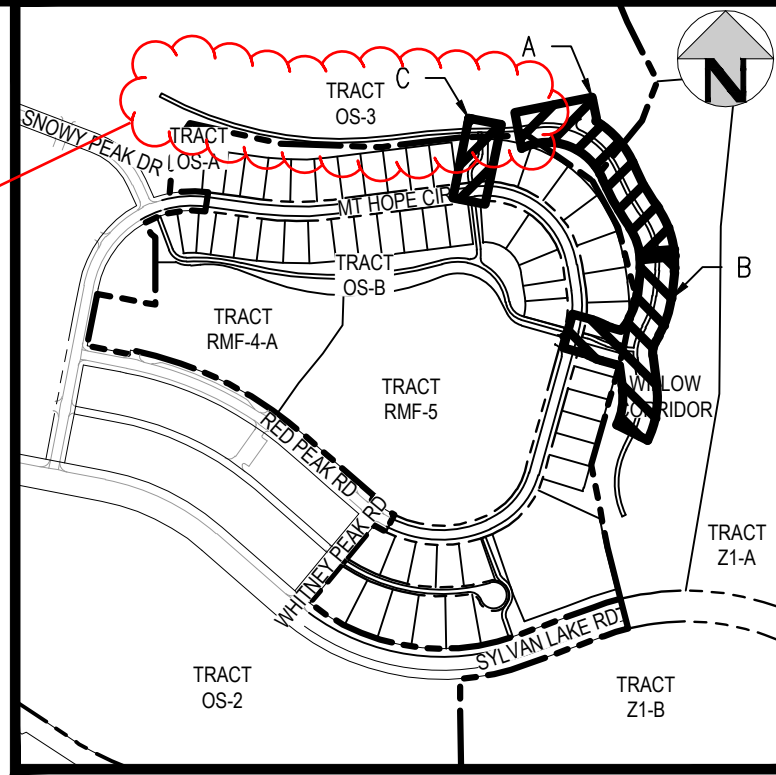 A
TRACT
OS-3
C
N
SNOWY PEAK DR
TRACT
OS-A
MT HOPE CIR
TRACT
OS-B
B
TRACT
RMF-4-A
TRACT
RMF-5
WILLOW
CORRIDOR
RED PEAK RD
WHITNEY PEAK RD
TRACT
Z1-A
SYLVAN LAKE RD
TRACT
OS-2
TRACT
Z1-B